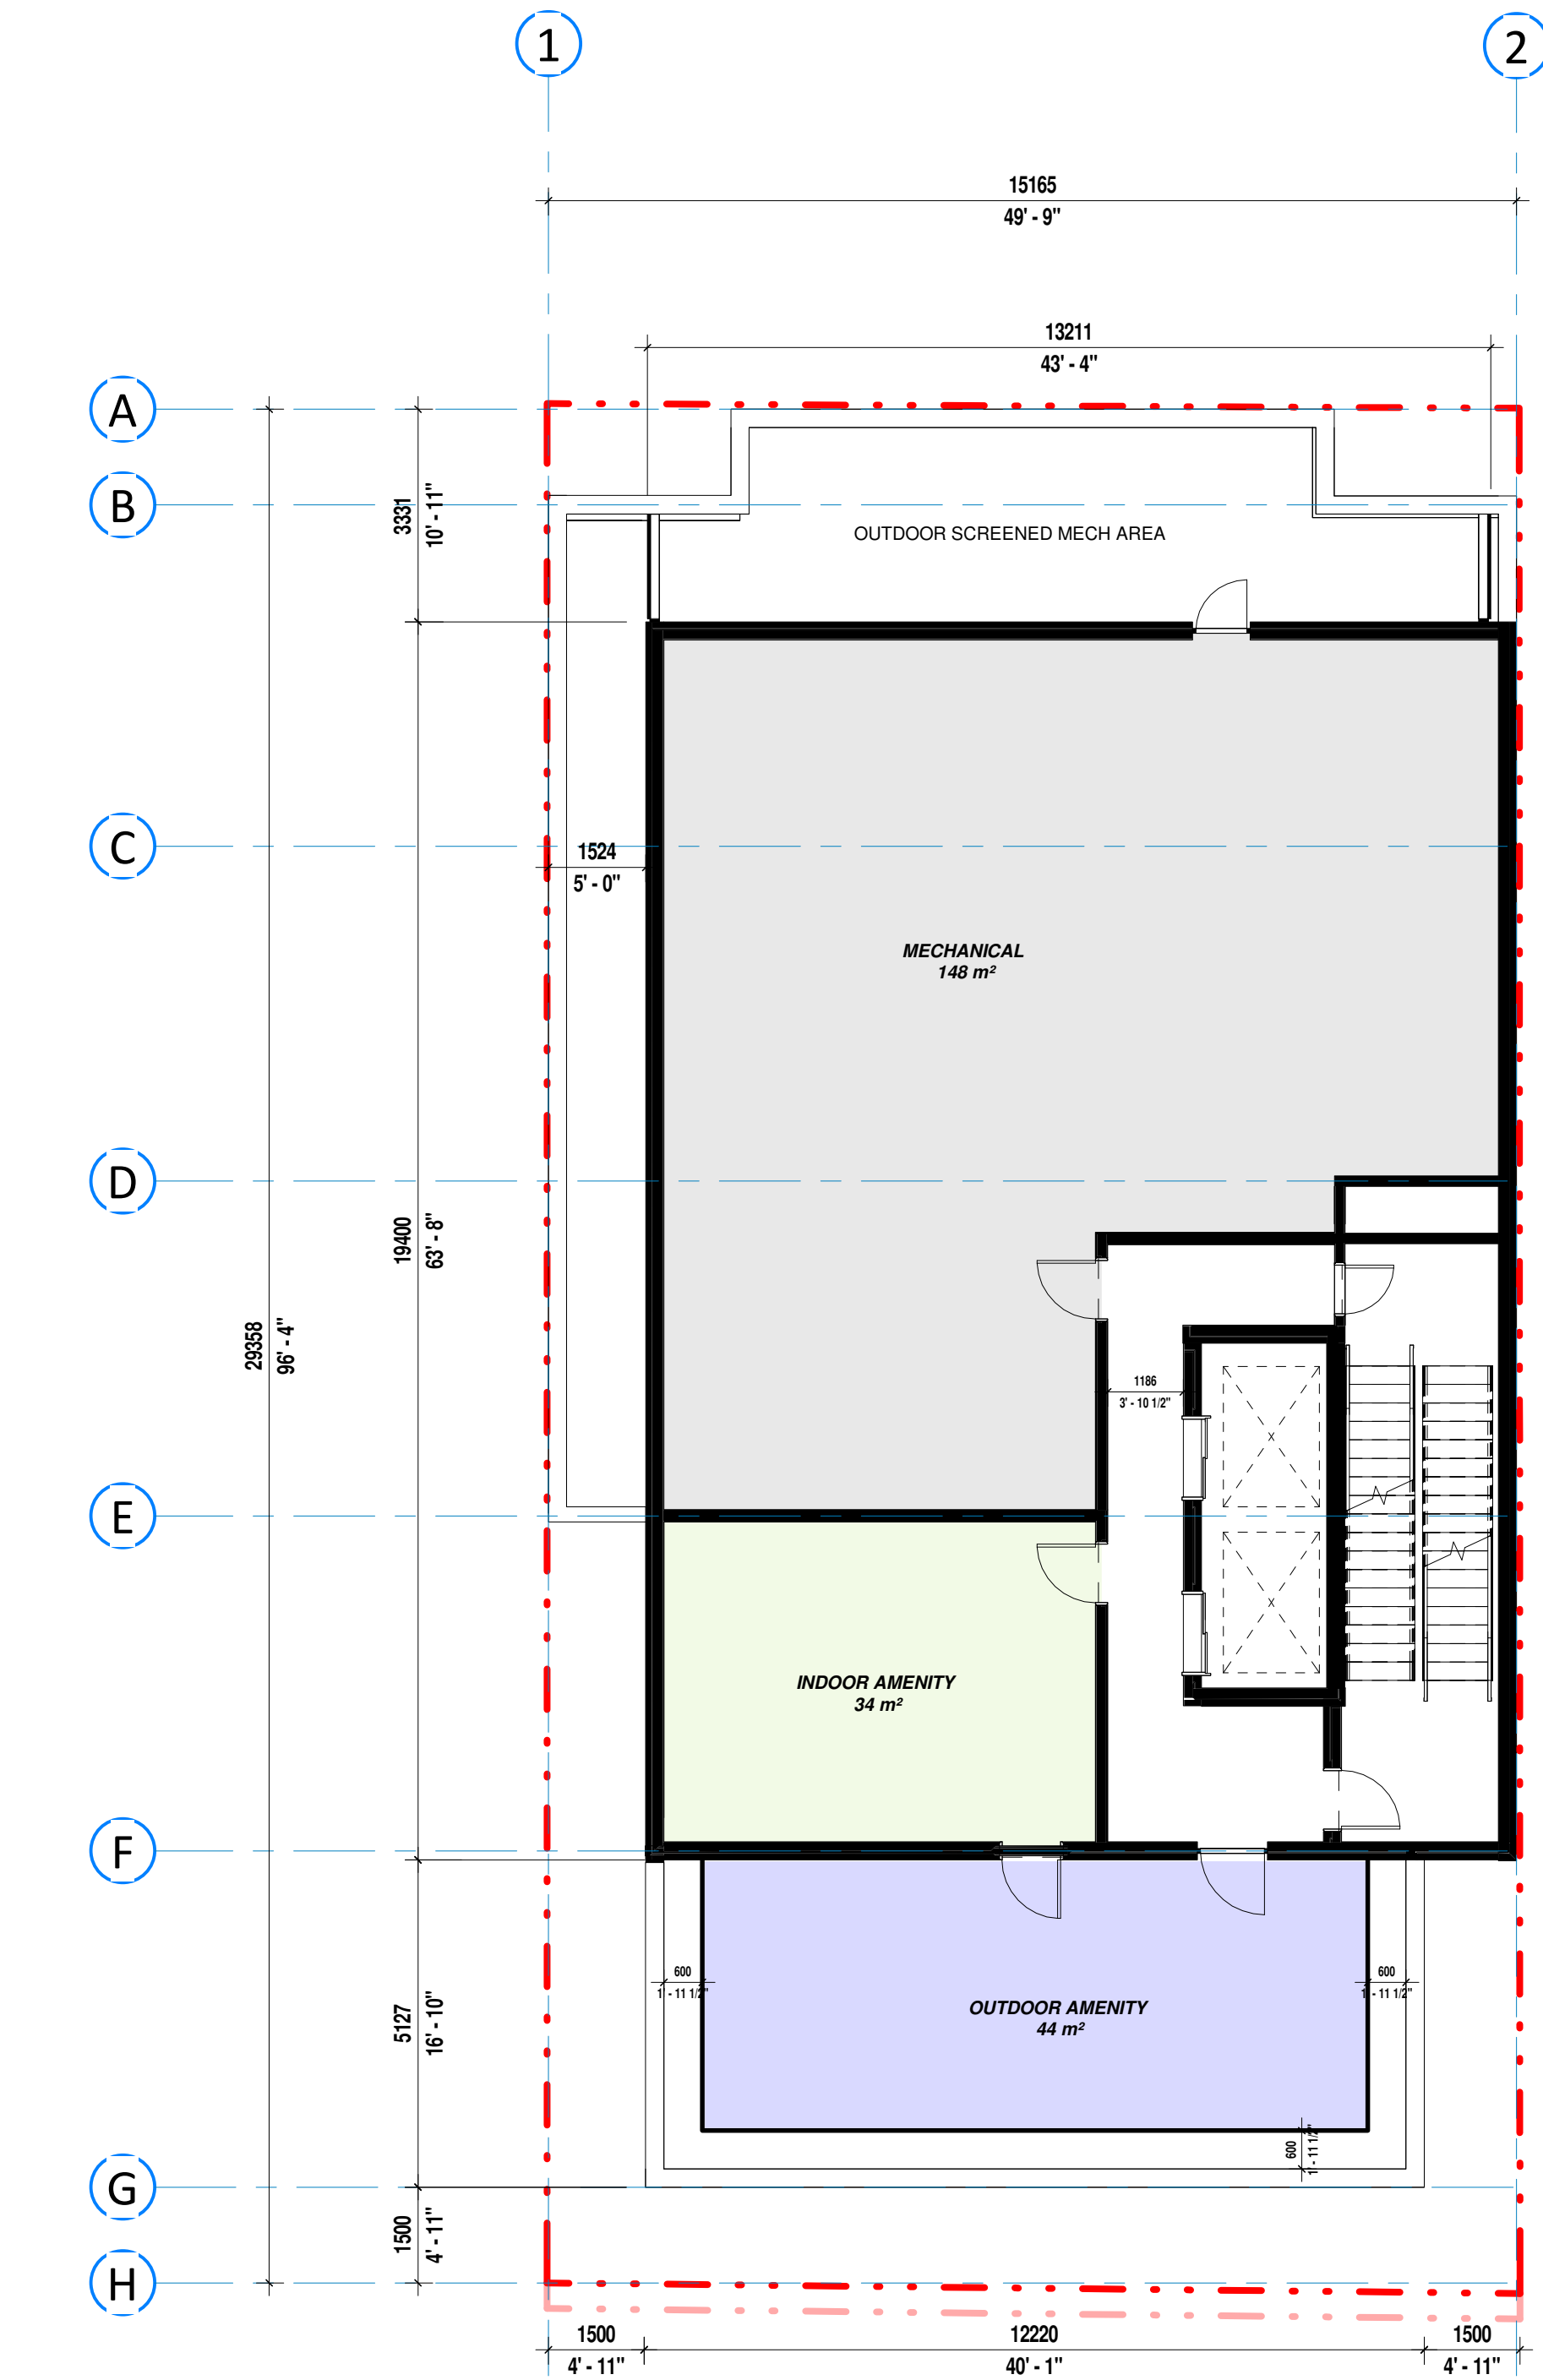 1
2
15165
49' - 9"
13211
43' - 4"
A
B
3331
10' - 11"
OUTDOOR SCREENED MECH AREA
C
1524
5' - 0"
MECHANICAL
148 m²
D
19400
63' - 8"
29358
96' - 4"
1186
3' - 10 1/2"
E
INDOOR AMENITY
34 m²
F
600
1' - 11 1/2"
600
1' - 11 1/2"
OUTDOOR AMENITY
44 m²
5127
16' - 10"
600
1' - 11 1/2"
G
1500
4' - 11"
H
1500
4' - 11"
12220
40' - 1"
1500
4' - 11"